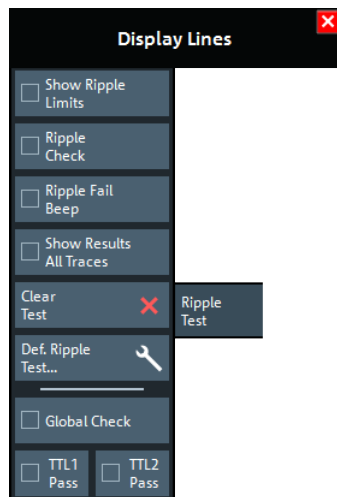 Display Lines
Show Ripple
Limits
Ripple
Check
Ripple Fail
Beep
Show Results
All Traces
Clear
Test
Ripple
Test
Def. Ripple
Test...
Global Check
TTL1
Pass
TTL2
Pass